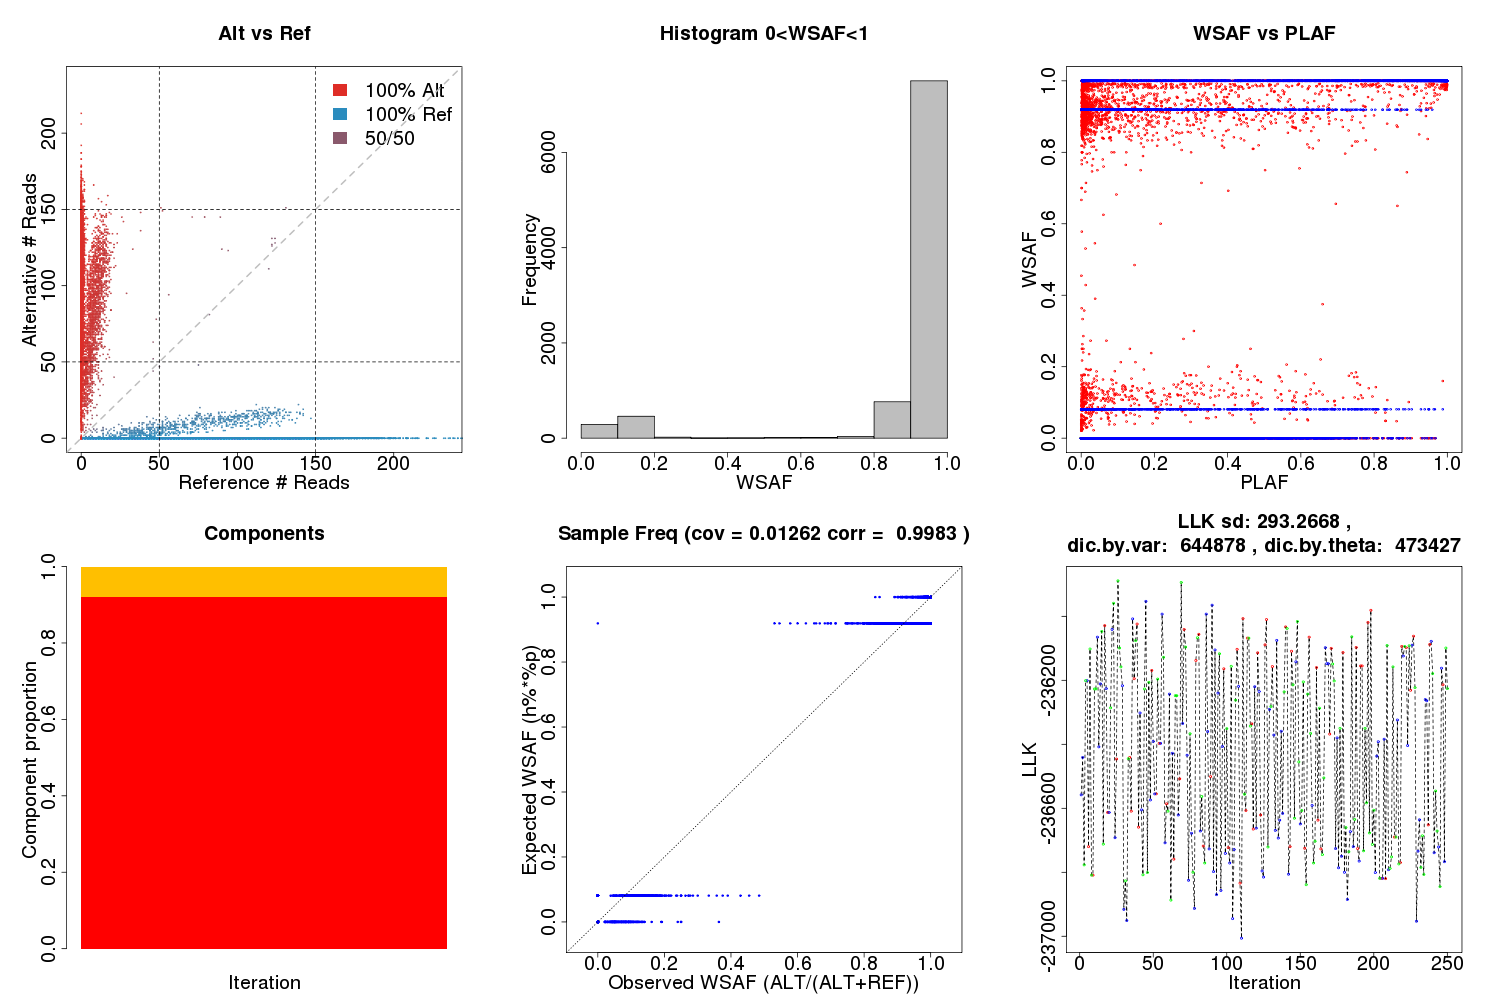 Alt vs Ref
100% Alt
100% Ref
50/50
Alternative # Reads
0 50 100 150 200
0 50 100 150 200
Reference # Reads
Histogram 0<WSAF<1
Frequency
0 2000 4000 6000
0.0 0.2 0.4 0.6 0.8 1.0
WSAF
WSAF vs PLAF
WSAF
0.0 0.2 0.4 0.6 0.8 1.0
0.0 0.2 0.4 0.6 0.8 1.0
PLAF
Components
Component proportion
0.0 0.2 0.4 0.6 0.8 1.0
Iteration
Sample Freq (cov = 0.01262 corr = 0.9983 )
Expected WSAF (h%*%p)
0.0 0.2 0.4 0.6 0.8 1.0
0.0 0.2 0.4 0.6 0.8 1.0
Observed WSAF (ALT/(ALT+REF))
LLK sd: 293.2668 ,
dic.by.var: 644878 , dic.by.theta: 473427
LLK
-237000 -236600 -236200
0 50 100 150 200 250
Iteration